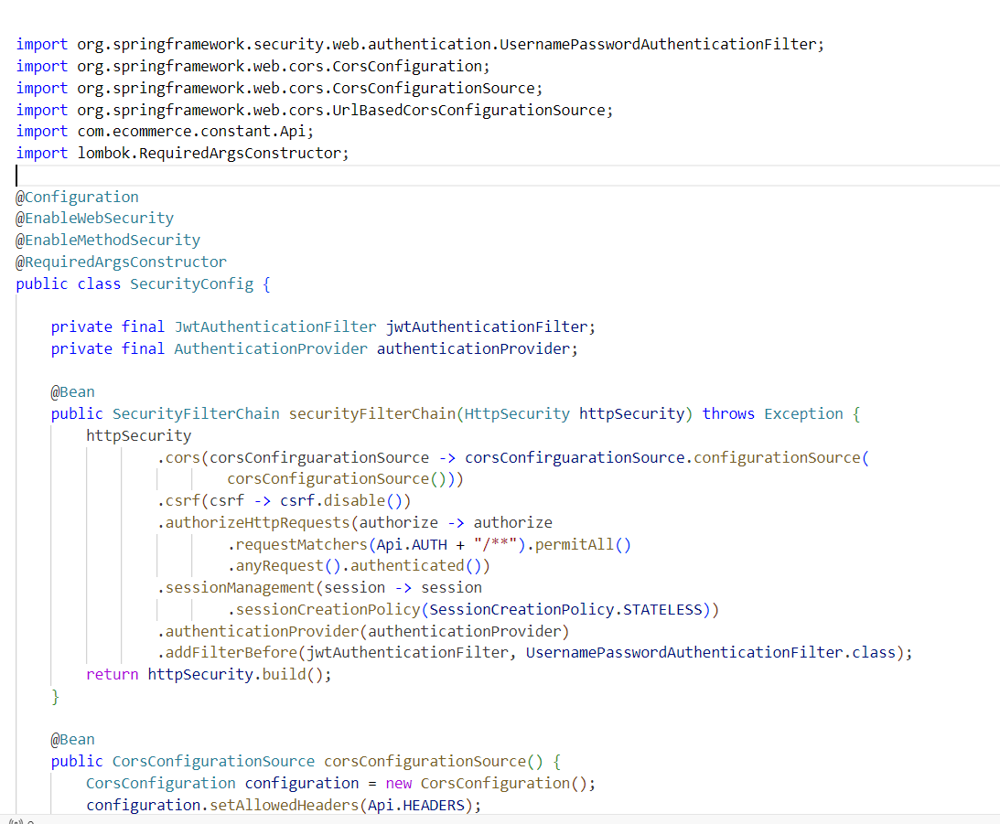 import org.springframework.security.web.authentication.UsernamePasswordAuthenticationFilter;
import org.springframework.web.cors.CorsConfiguration;
import org.springframework.web.cors.CorsConfigurationSource;
import org.springframework.web.cors.UrlBasedCorsConfigurationSource;
import com.ecommerce.constant.Api;
import lombok.RequiredArgsConstructor;
@Configuration
@EnableWebSecurity
@EnableMethodSecurity
@RequiredArgsConstructor
public class SecurityConfig {
private final JwtAuthenticationFilter jwtAuthenticationFilter;
private final AuthenticationProvider authenticationProvider;
@Bean
public SecurityFilterChain securityFilterChain(HttpSecurity httpSecurity) throws Exception {
httpSecurity
.cors(corsConfirguarationSource -> corsConfirguarationSource.configurationSource(
corsConfigurationSource()))
.csrf(csrf -> csrf.disable())
.authorizeHttpRequests(authorize -> authorize
.requestMatchers(Api.AUTH + "/**").permitAll()
.anyRequest().authenticated())
.sessionManagement(session -> session
.sessionCreationPolicy(SessionCreationPolicy.STATELESS))
.authenticationProvider(authenticationProvider)
.addFilterBefore(jwtAuthenticationFilter, UsernamePasswordAuthenticationFilter.class);
return httpSecurity.build();
}
@Bean
public CorsConfigurationSource corsConfigurationSource() {
CorsConfiguration configuration = new CorsConfiguration();
configuration.setAllowedHeaders(Api.HEADERS);